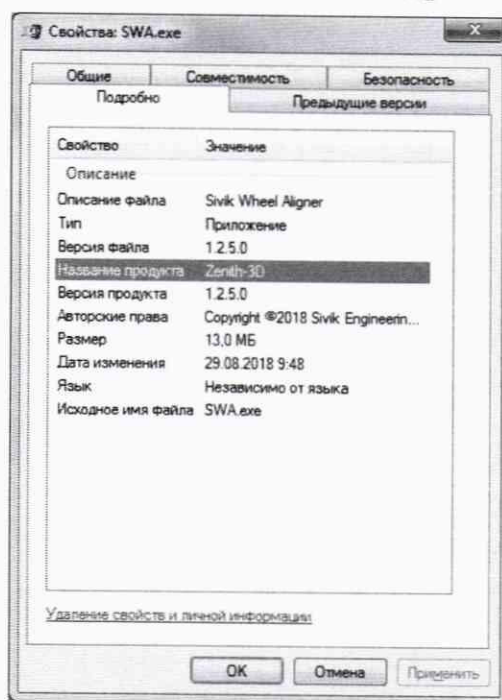 Свойства: SWA.exe
Общие Совместимость Безопасность
Подробно Предыдущие версии
Свойство Значение
Описание
Описание файла Sivik Wheel Aligner
Тип Приложение
Версия файла 1.2.5.0
Название продукта Zenith-3D
Версия продукта 1.2.5.0
Авторские права Copyright ©2018 Sivik Engineerin...
Размер 13,0 МБ
Дата изменения 29.08.2018 9:48
Язык Независимо от языка
Исходное имя файла SWA.exe
Удаление свойств и личной информации
ОК Отмена Применить